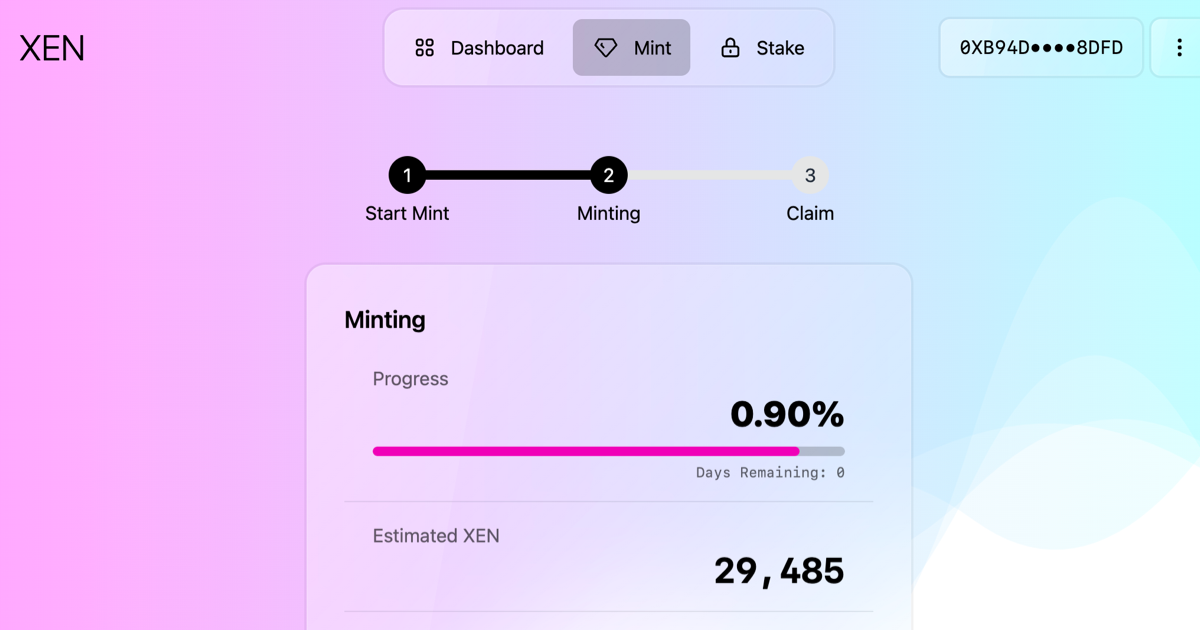 XEN
Dashboard
Mint
Stake
0XB94D●●●●8DFD
1
2
3
Start Mint
Minting
Claim
Minting
Progress
0.90%
Days Remaining: 0
Estimated XEN
29,485